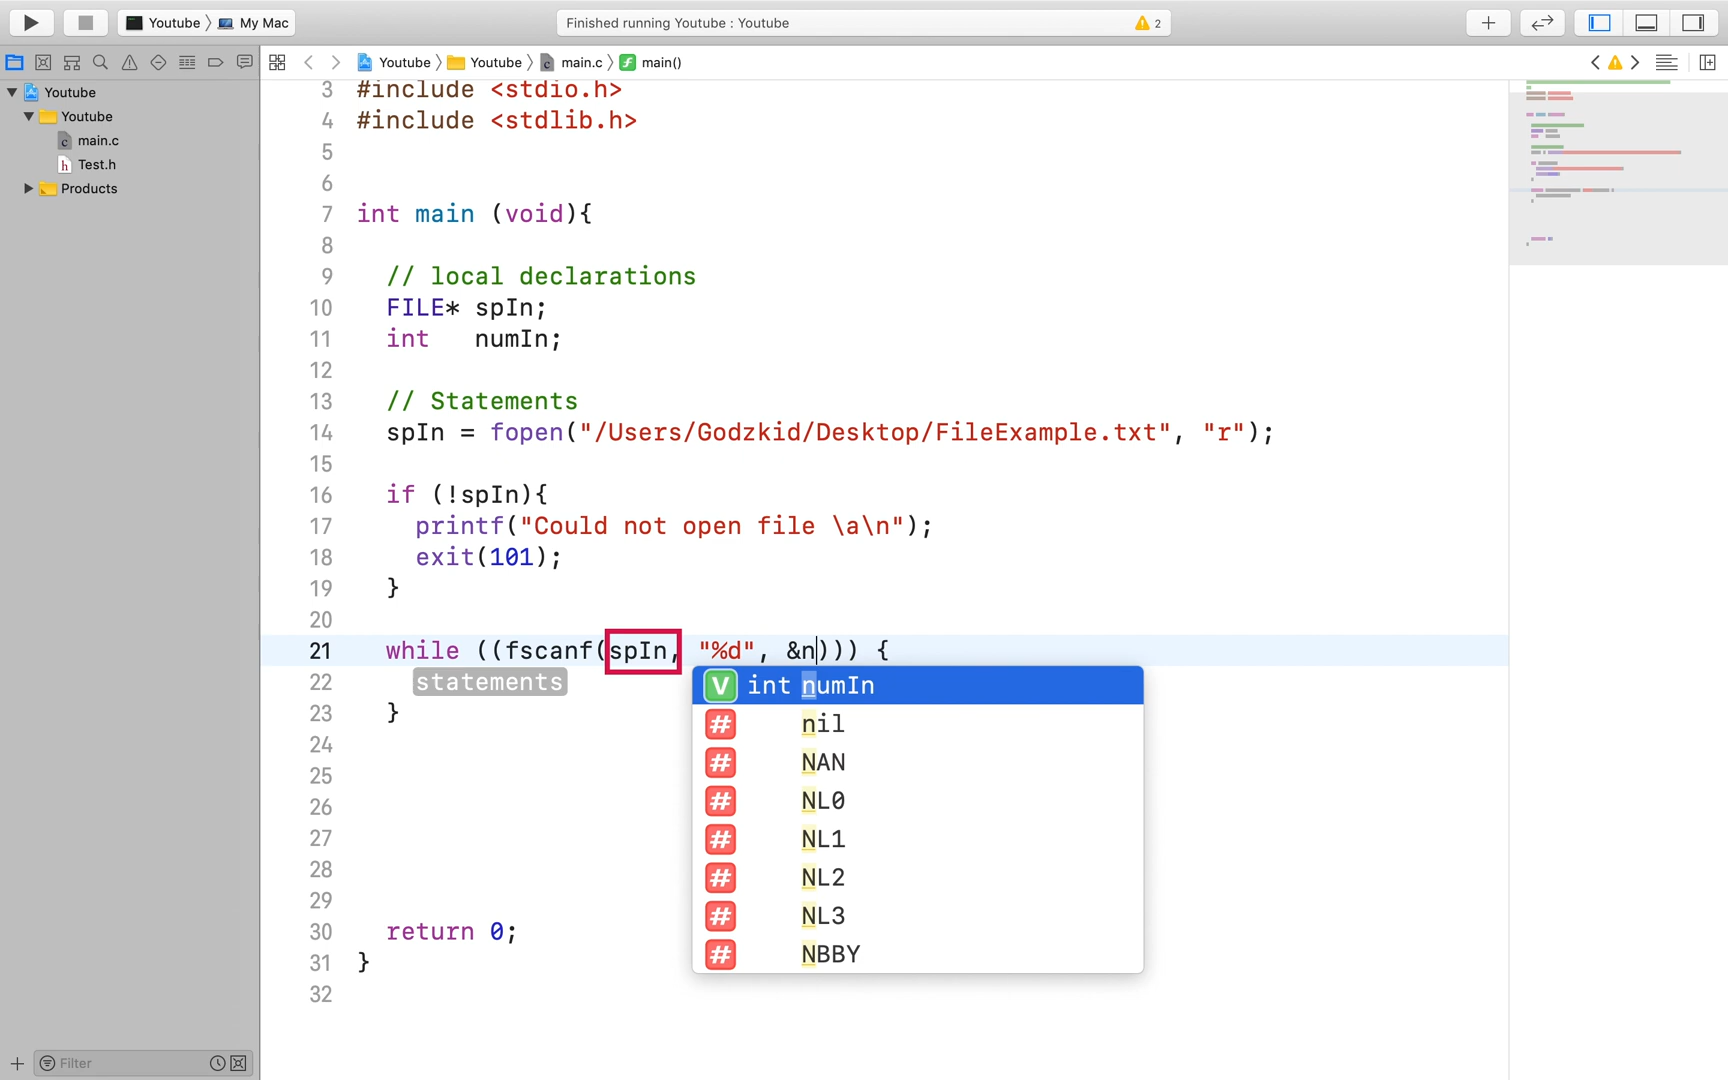 Youtube 〉 My Mac
Finished running Youtube : Youtube
2
Youtube 〉 Youtube 〉 main.c 〉 main()
Youtube
Youtube
main.c
Test.h
Products
3 #include <stdio.h>
4 #include <stdlib.h>
5
6
7 int main (void){
8
9 // local declarations
10 FILE* spIn;
11 int numIn;
12
13 // Statements
14 spIn = fopen("/Users/Godzkid/Desktop/FileExample.txt", "r");
15
16 if (!spIn){
17 printf("Could not open file \a\n");
18 exit(101);
19 }
20
21 while ((fscanf(spIn, "%d", &n))) {
22 statements
23 }
24
25
26
27
28
29
30 return 0;
31 }
32
V int numIn
# nil
# NAN
# NL0
# NL1
# NL2
# NL3
# NBBY
Filter